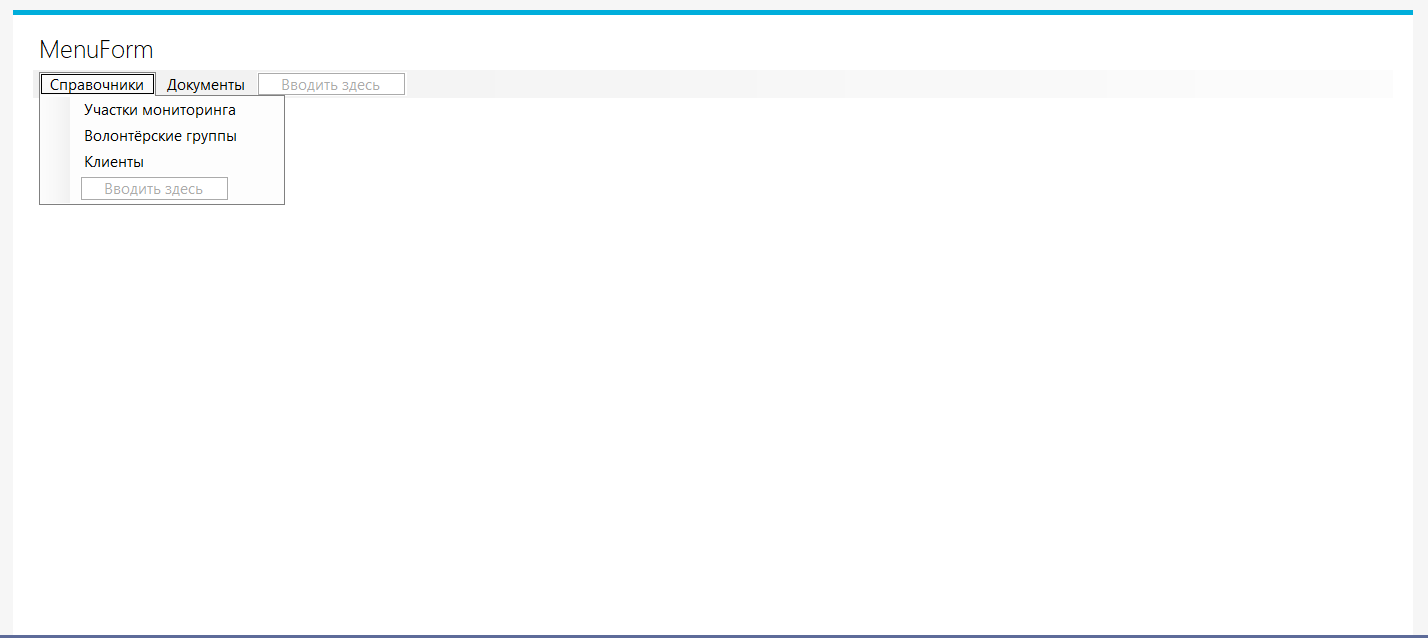 MenuForm
Справочники Документы Вводить здесь
Участки мониторинга
Волонтёрские группы
Клиенты
Вводить здесь